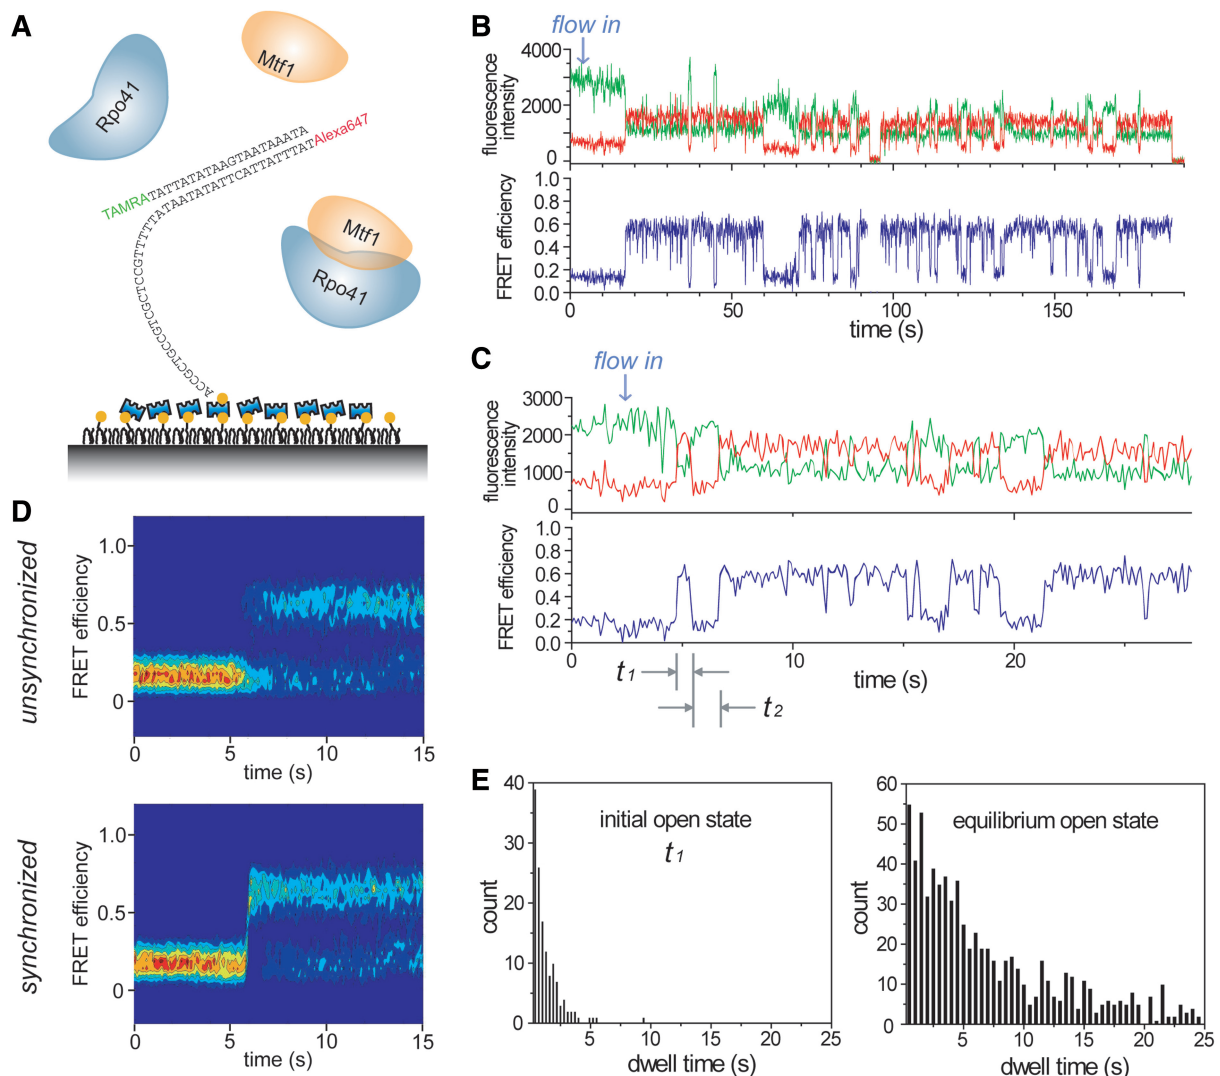 A
Rpo41
Mtf1
TATTATATAAGTAATAAATA
TAMRA
TATAATATATTCATTATTTAT
Alexa647
Mtf1
Rpo41
B
flow in
fluorescence
intensity
4000
2000
0
FRET efficiency
1.0
0.8
0.6
0.4
0.2
0.0
0 50 100 150
time (s)
C
flow in
fluorescence
intensity
3000
2000
1000
0
FRET efficiency
1.0
0.8
0.6
0.4
0.2
0.0
0 10 20
time (s)
t1
t2
D
unsynchronized
FRET efficiency
1.0
0.5
0
0 5 10 15
time (s)
synchronized
FRET efficiency
1.0
0.5
0
0 5 10 15
time (s)
E
count
40
30
20
10
0
initial open state
t1
5 10 15 20 25
dwell time (s)
count
60
50
40
30
20
10
0
equilibrium open state
5 10 15 20 25
dwell time (s)